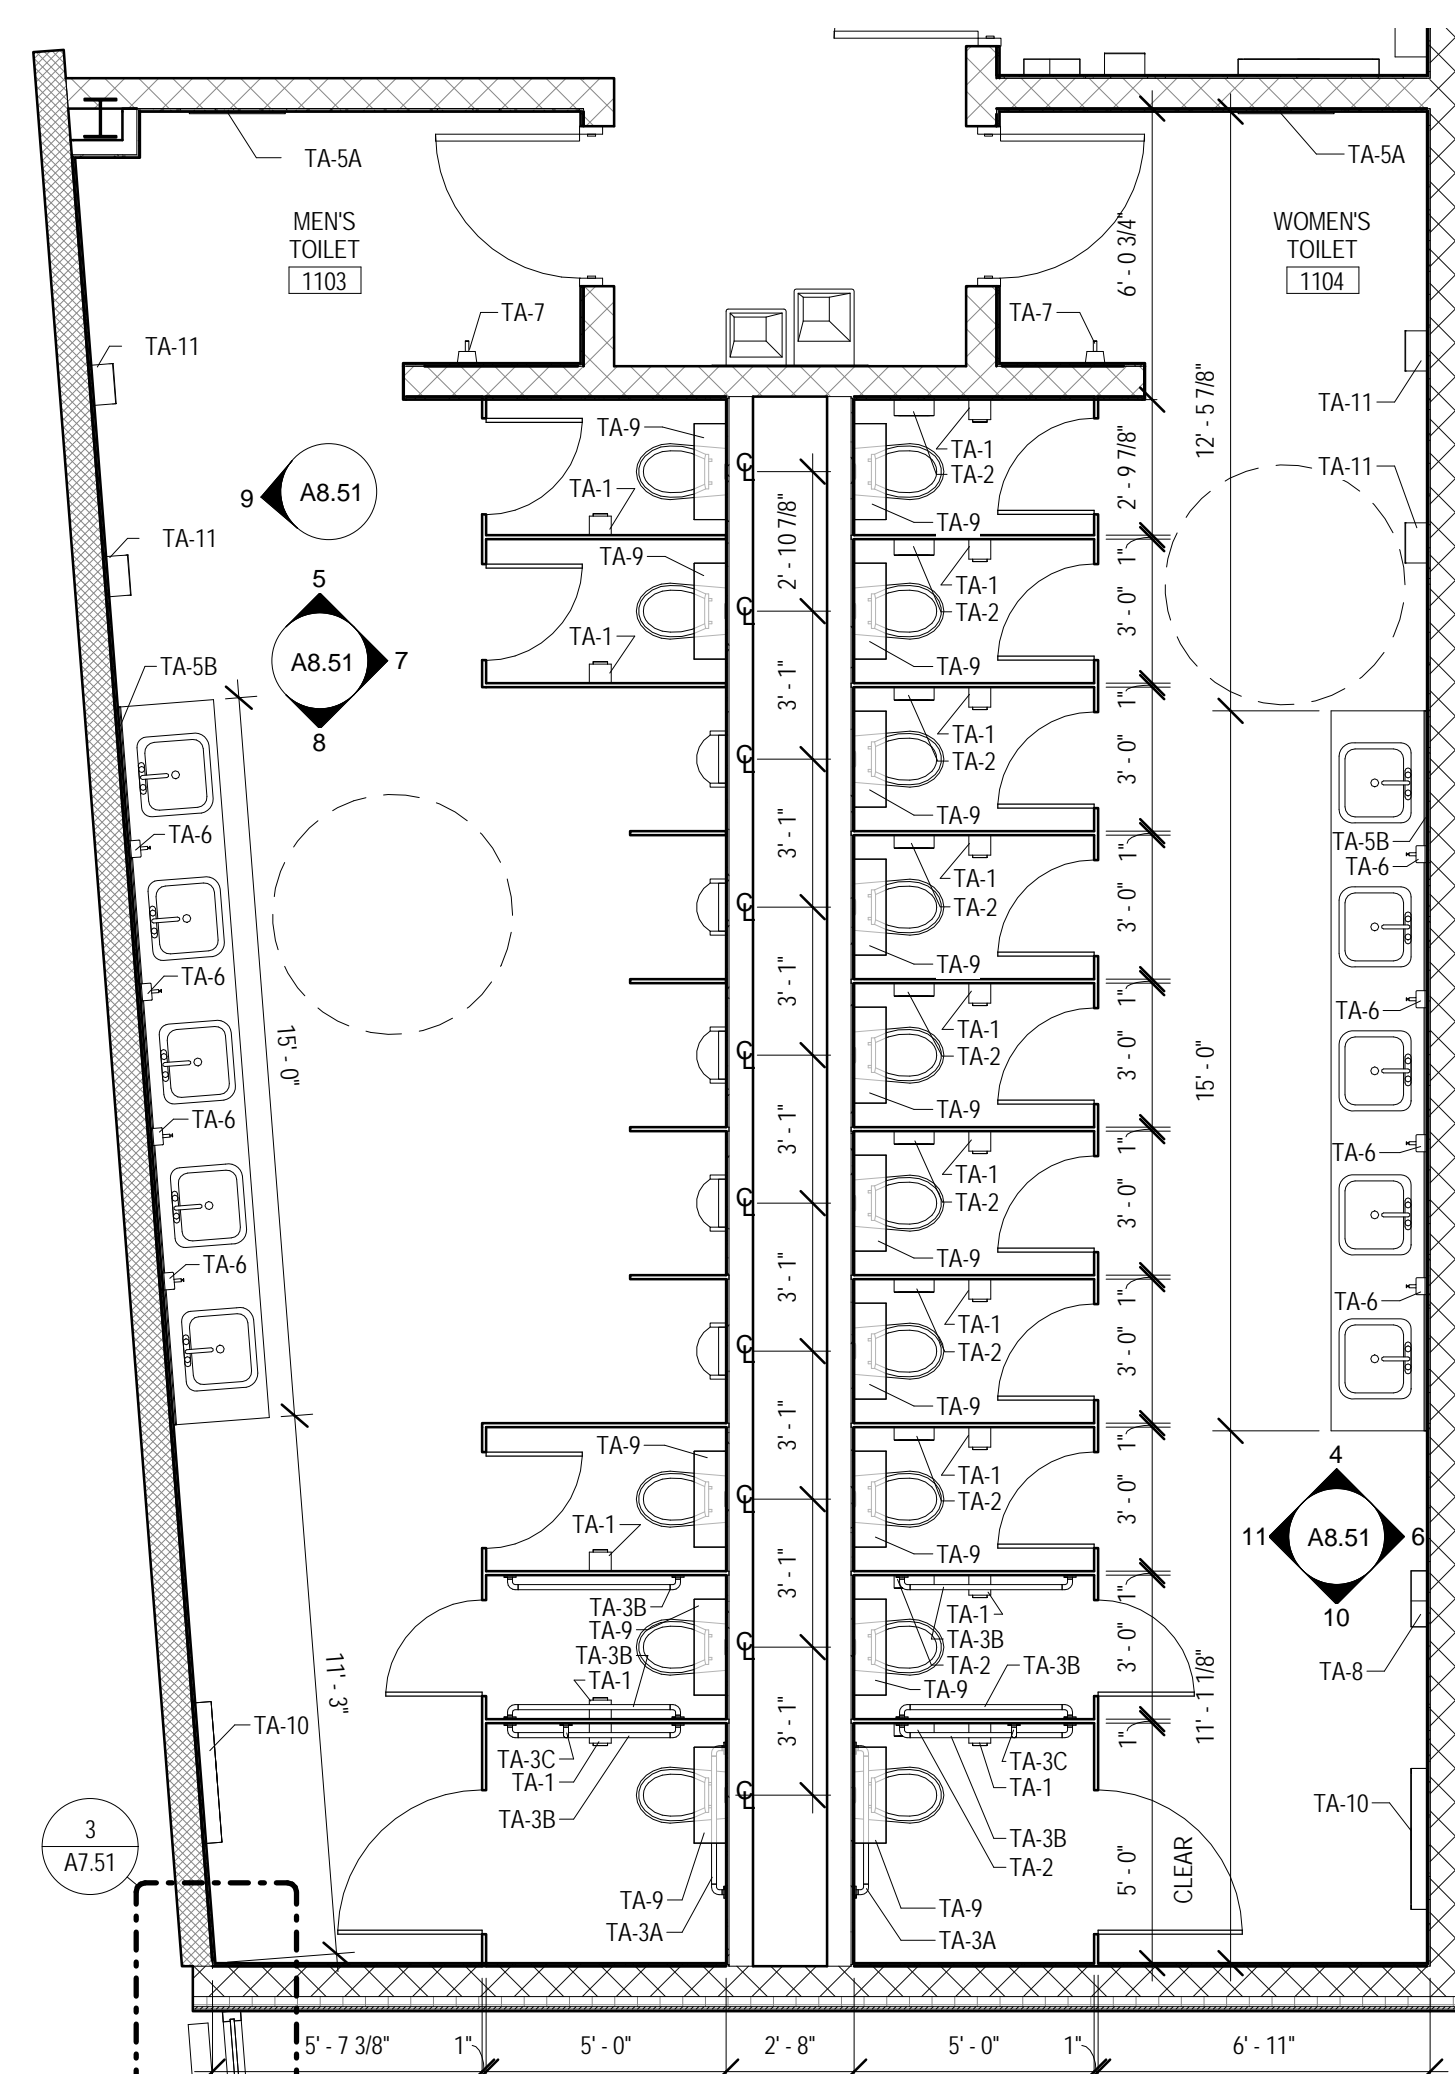 TA-5A
TA-5A
MEN'S
TOILET
1103
WOMEN'S
TOILET
1104
6' - 0 3/4"
TA-7
TA-7
TA-11
TA-11
12' - 5 7/8"
TA-9
TA-1
TA-2
2' - 9 7/8"
TA-11
9
A8.51
TA-1
2' - 10 7/8"
TA-9
TA-11
TA-9
1"
5
A8.51
7
8
TA-1
TA-1
TA-2
3' - 0"
TA-5B
TA-9
3' - 1"
1"
TA-1
TA-2
3' - 0"
TA-9
TA-6
3' - 1"
1"
TA-5B
TA-6
TA-1
TA-2
3' - 0"
TA-9
TA-6
3' - 1"
1"
TA-6
15' - 0"
TA-1
TA-2
3' - 0"
15' - 0"
TA-9
TA-6
3' - 1"
1"
TA-6
TA-1
TA-2
3' - 0"
TA-9
TA-6
3' - 1"
1"
TA-6
TA-1
TA-2
3' - 0"
TA-9
3' - 1"
1"
TA-9
TA-1
TA-2
3' - 0"
4
11
A8.51
6
10
TA-1
TA-9
3' - 1"
1"
TA-3B
TA-9
TA-3B
TA-1
TA-1
TA-3B
TA-2
TA-3B
TA-9
3' - 0"
TA-8
11' - 3"
11' - 1 1/8"
TA-10
3' - 1"
1"
TA-3C
TA-1
TA-3B
TA-3C
TA-1
TA-3B
TA-2
TA-10
3
A7.51
5' - 0"
CLEAR
TA-9
TA-3A
TA-9
TA-3A
5' - 7 3/8"
1"
5' - 0"
2' - 8"
5' - 0"
1"
6' - 11"